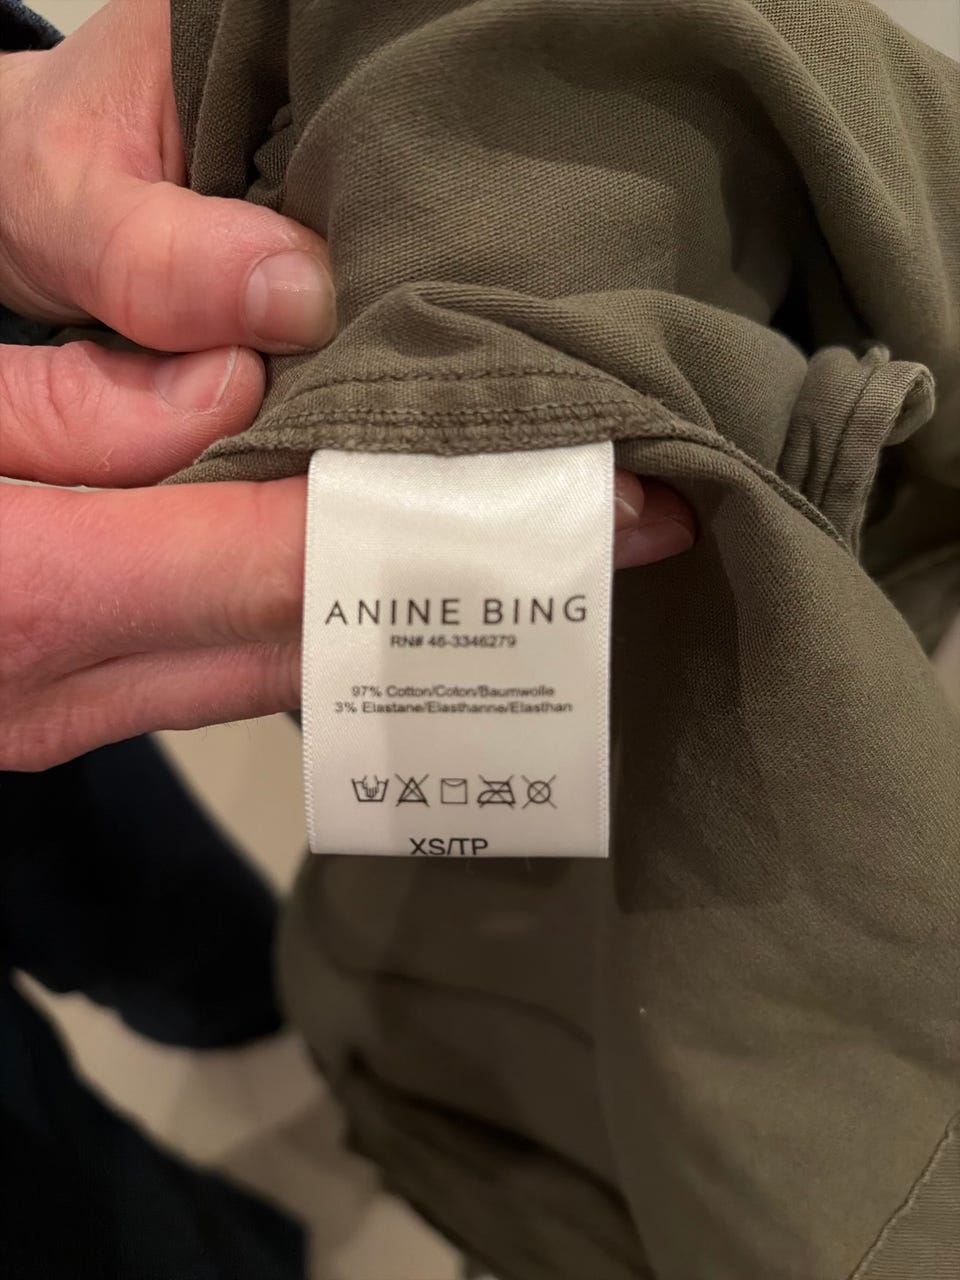 ANINE BING
RN# 46-3346279
97% Cotton/Coton/Baumwolle
3% Elastane/Elasthanne/Elasthan
XS/TP